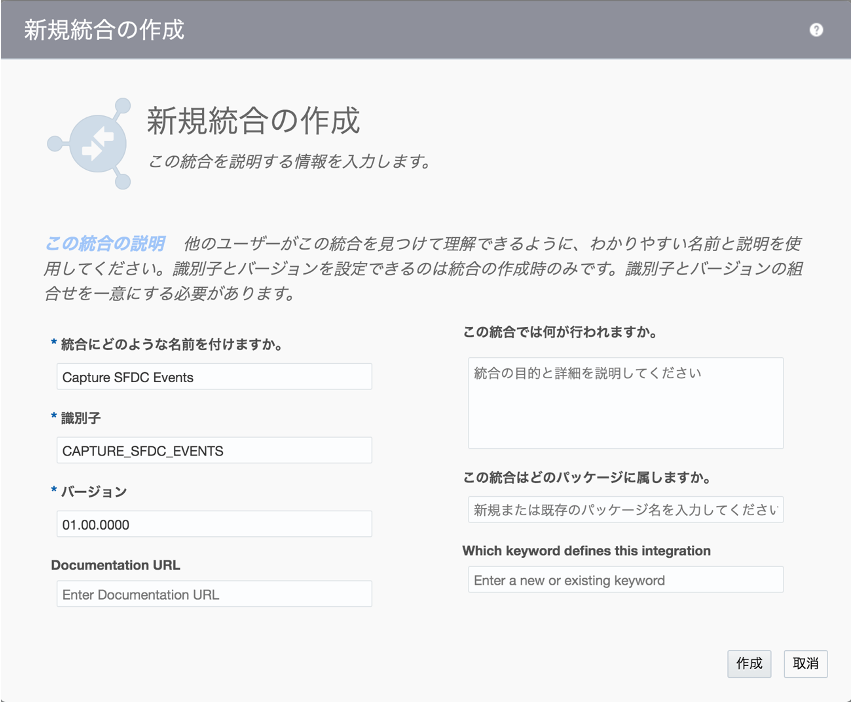 新規統合の作成
?
新規統合の作成
この統合を説明する情報を入力します。
この統合の説明 他のユーザーがこの統合を見つけて理解できるように、わかりやすい名前と説明を使
用してください。識別子とバージョンを設定できるのは統合の作成時のみです。識別子とバージョンの組
合せを一意にする必要があります。
* 統合にどのような名前を付けますか。
Capture SFDC Events
* 識別子
CAPTURE_SFDC_EVENTS
* バージョン
01.00.0000
Documentation URL
Enter Documentation URL
この統合では何が行われますか。
統合の目的と詳細を説明してください
この統合はどのパッケージに属しますか。
新規または既存のパッケージ名を入力してください
Which keyword defines this integration
Enter a new or existing keyword
作成
取消